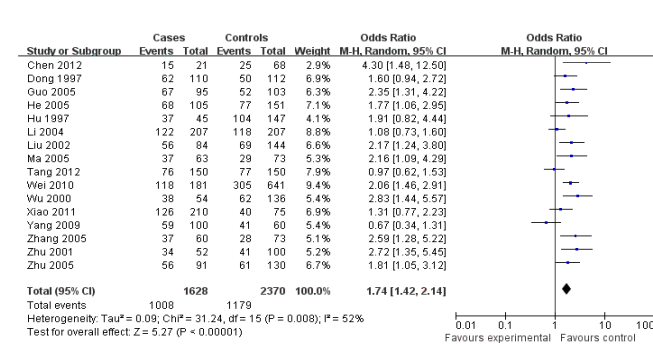 Cases Controls Odds Ratio Odds Ratio
Study or Subgroup Events Total Events Total Weight M-H, Random, 95% CI M-H, Random, 95% CI
Chen 2012 15 21 25 68 2.9% 4.30 [1.48, 12.50]
Dong 1997 62 110 50 112 7.2% 1.60 [0.94, 2.72]
Guo 2005 67 95 52 103 6.5% 2.35 [1.31, 4.22]
He 2005 68 105 77 151 7.3% 1.77 [1.06, 2.95]
Hu 1997 37 45 104 147 4.1% 1.91 [0.82, 4.44]
Li 2004 122 207 118 207 8.8% 1.08 [0.73, 1.60]
Liu 2002 56 84 69 144 6.8% 2.17 [1.24, 3.80]
Ma 2005 37 63 29 73 5.5% 2.16 [1.09, 4.29]
Tang 2012 76 150 77 150 8.1% 0.97 [0.62, 1.53]
Wei 2010 118 181 305 641 9.4% 2.06 [1.46, 2.91]
Wu 2000 38 54 62 136 5.6% 2.83 [1.44, 5.57]
Xiao 2011 126 210 40 75 7.1% 1.31 [0.77, 2.23]
Yang 2009 59 100 41 60 5.6% 0.67 [0.34, 1.31]
Zhang 2005 37 60 28 73 5.3% 2.59 [1.28, 5.22]
Zhu 2001 34 52 41 100 5.3% 2.72 [1.35, 5.45]
Zhu 2005 56 91 61 130 7.0% 1.81 [1.05, 3.12]
Total (95% CI) 1628 2370 100.0% 1.74 [1.42, 2.14]
Total events 1008 1179
Heterogeneity: Tau² = 0.09; Chi² = 31.24, df = 15 (P = 0.008); I² = 52%
Test for overall effect: Z = 5.27 (P < 0.00001)
0.01 0.1 1 10 100
Favours experimental Favours control